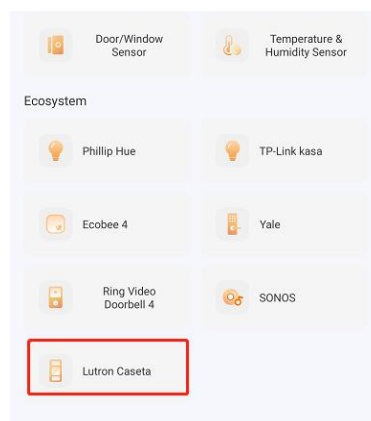 Door/Window
Sensor
Temperature &
Humidity Sensor
Ecosystem
Phillip Hue
TP-Link kasa
Ecobee 4
Yale
Ring Video
Doorbell 4
SONOS
Lutron Caseta